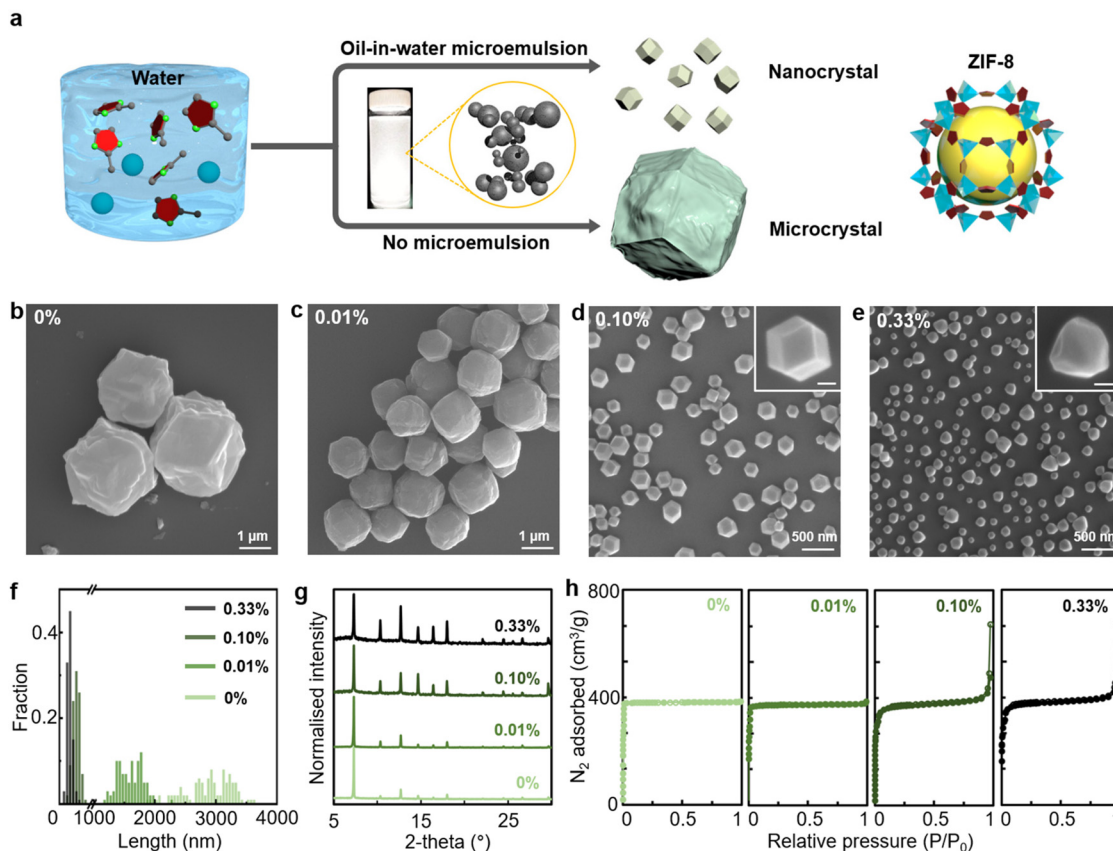 a
Water
Oil-in-water microemulsion
No microemulsion
Nanocrystal
Microcrystal
ZIF-8
b
0%
1 µm
c
0.01%
1 µm
d
0.10%
500 nm
e
0.33%
500 nm
f
0.33%
0.10%
0.01%
0%
0.4
0.2
0
0
1000
2000
3000
4000
Fraction
Length (nm)
g
0.33%
0.10%
0.01%
0%
Normalised intensity
5
15
25
2-theta (°)
h
0%
0.01%
0.10%
0.33%
800
400
0
N₂ adsorbed (cm³/g)
0 0.5 1 0 0.5 1 0 0.5 1 0 0.5 1
Relative pressure (P/P₀)